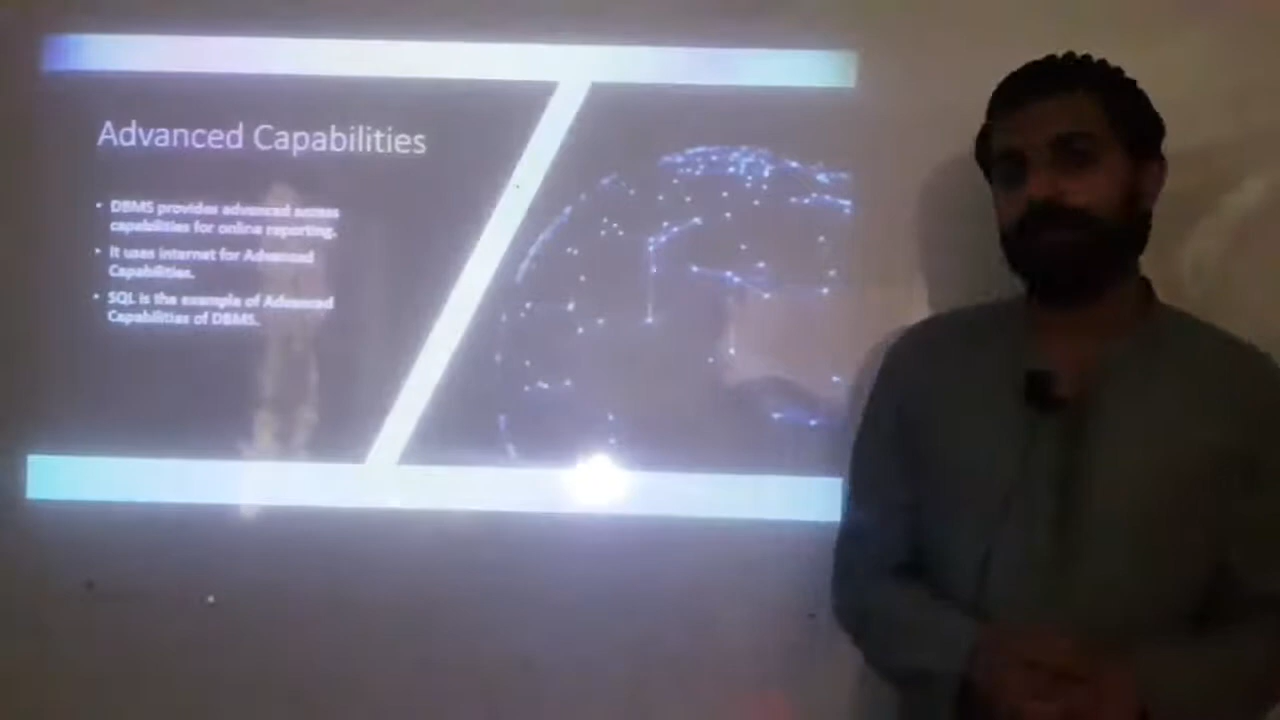 Advanced Capabilities
• DBMS provides advanced access
capabilities for online reporting.
• It uses internet for Advanced
Capabilities.
• SQL is the example of Advanced
Capabilities of DBMS.